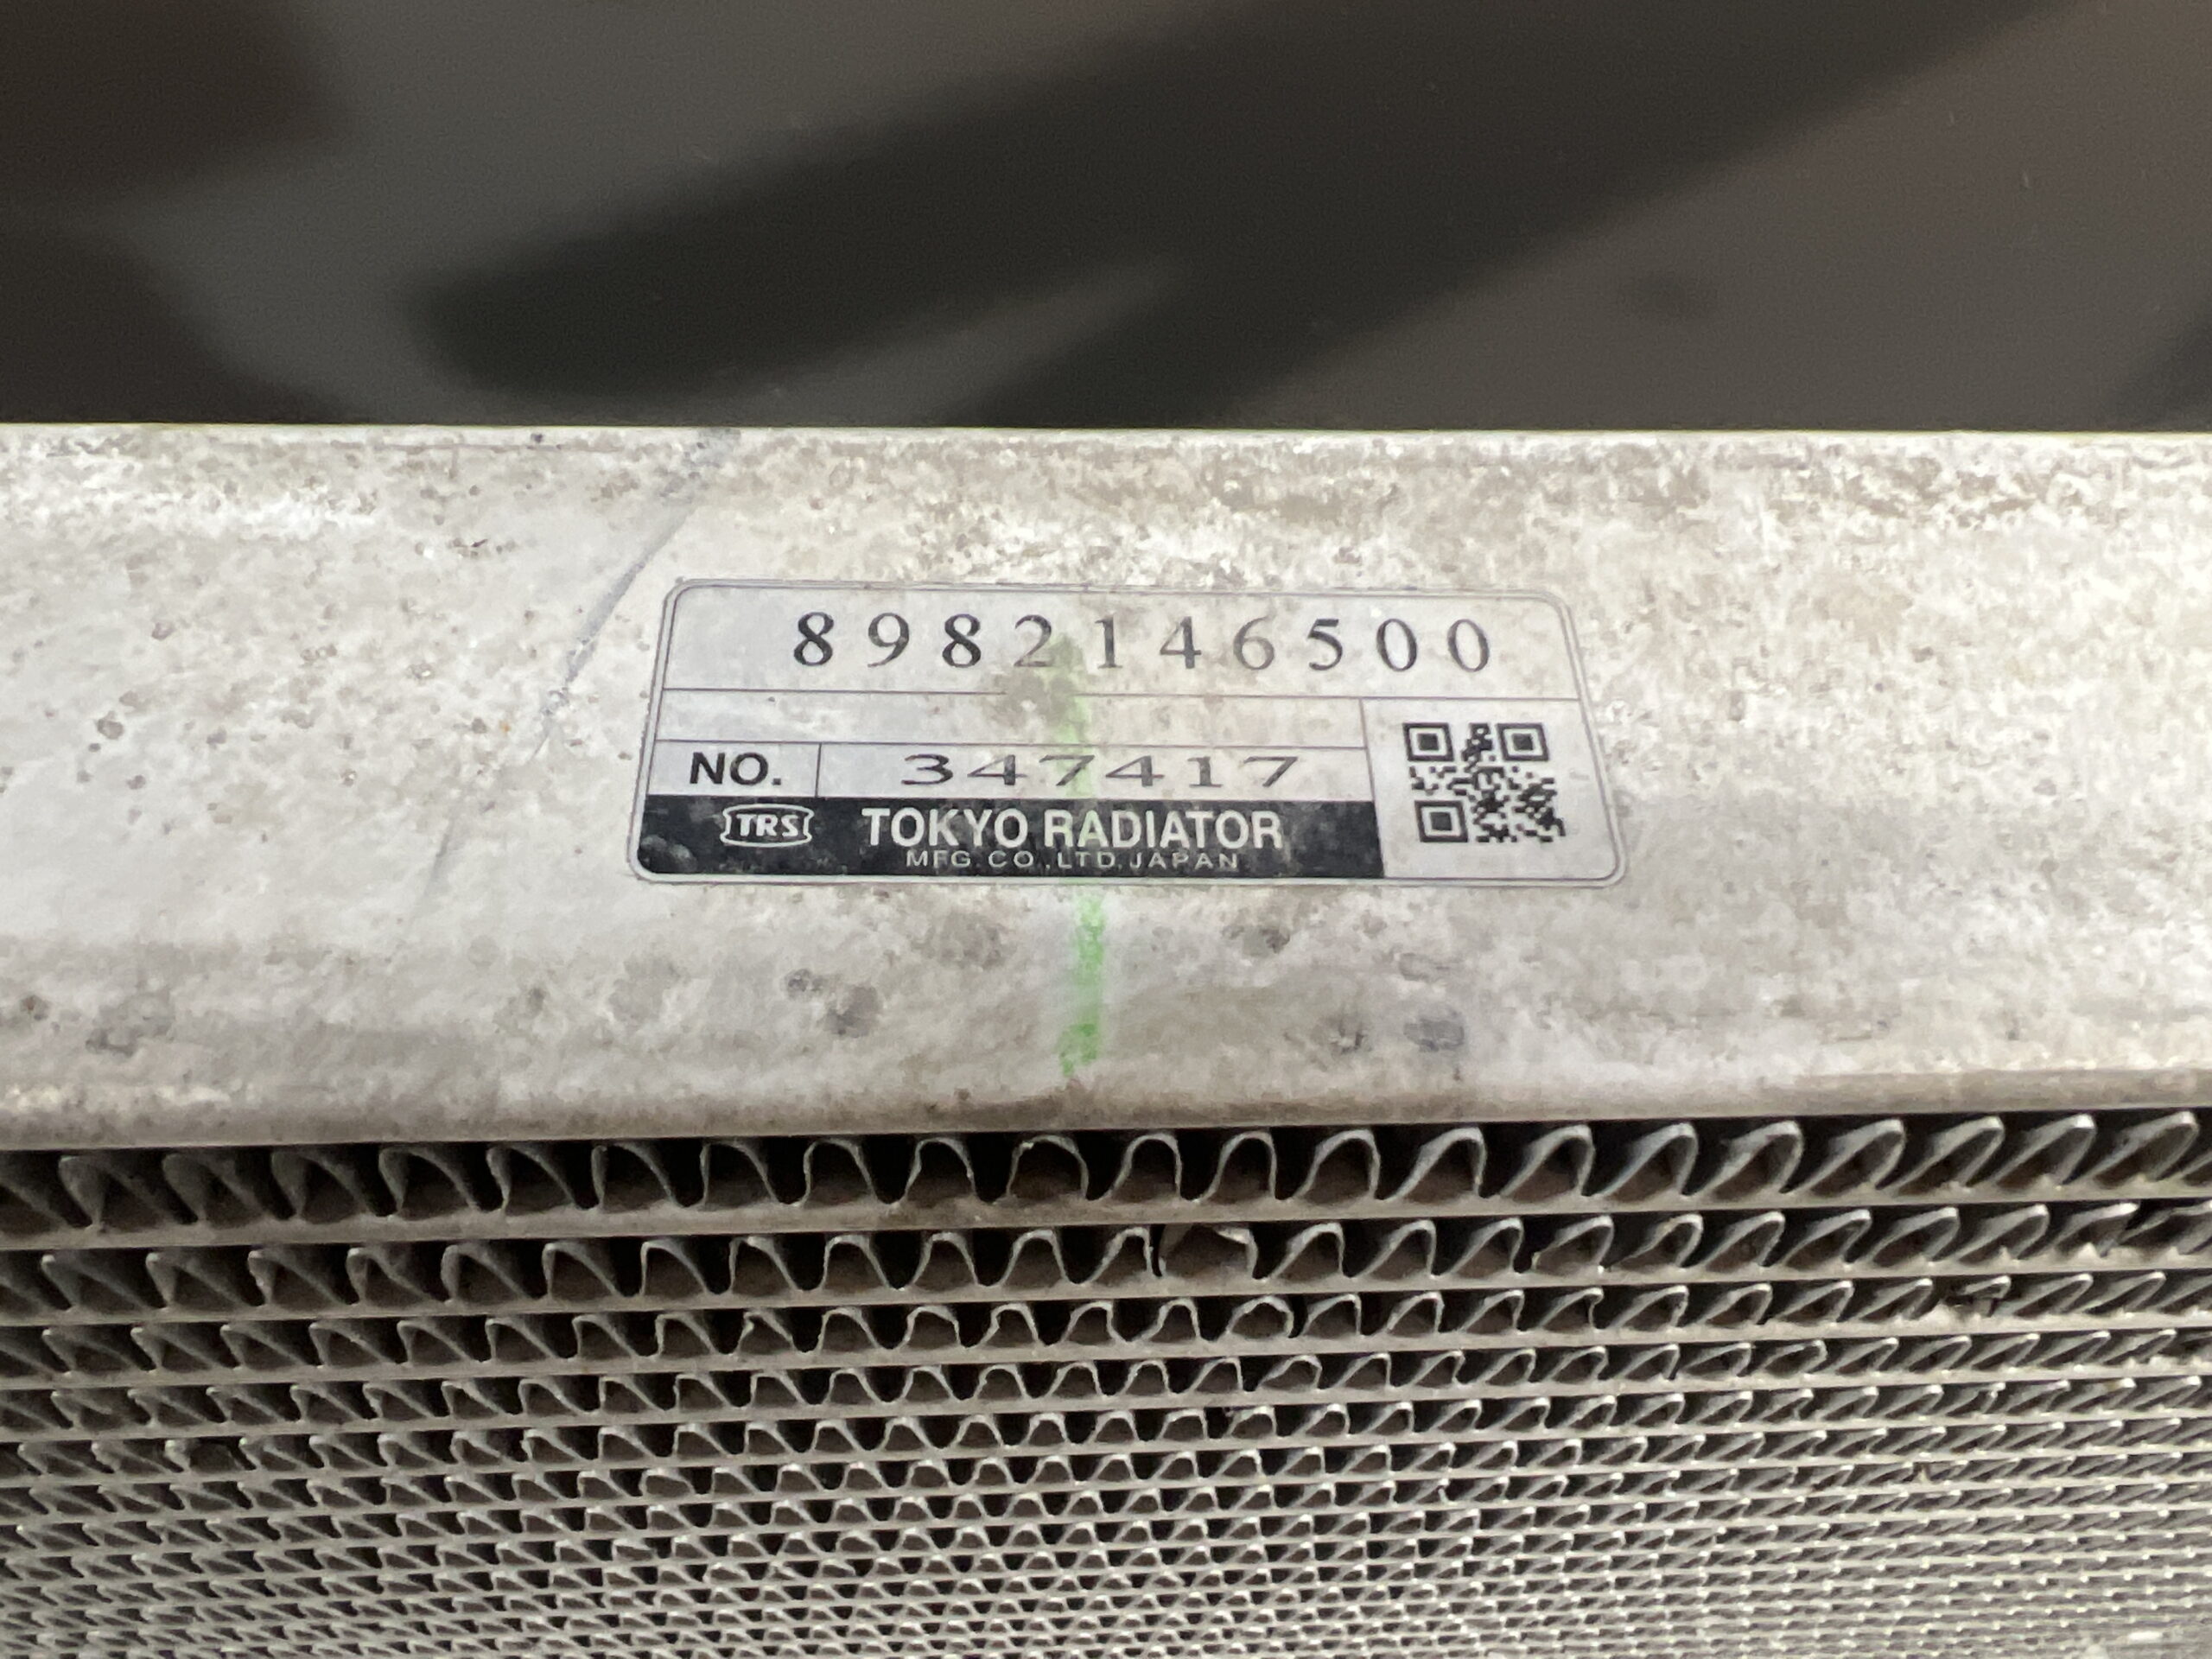 8982146500
NO. 347417
TRS TOKYO RADIATOR
MFG.CO.,LTD.JAPAN